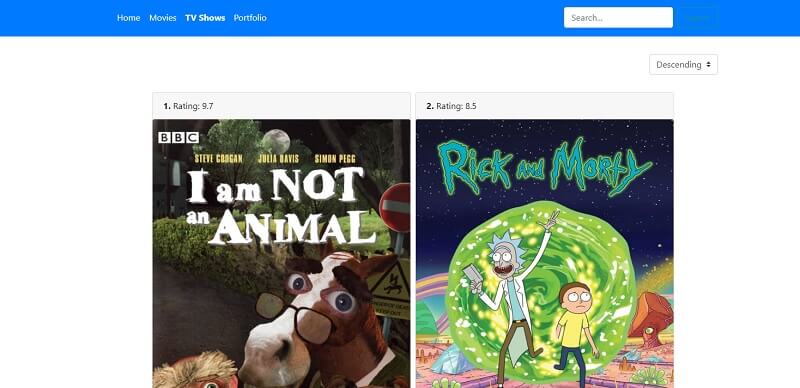 Home Movies TV Shows Portfolio Search...
Descending
1. Rating: 9.7
2. Rating: 8.5
BBC
STEVE COOGAN JULIA DAVIS SIMON PEGG
I am NOT
an ANIMAL
RICK AND MORTY